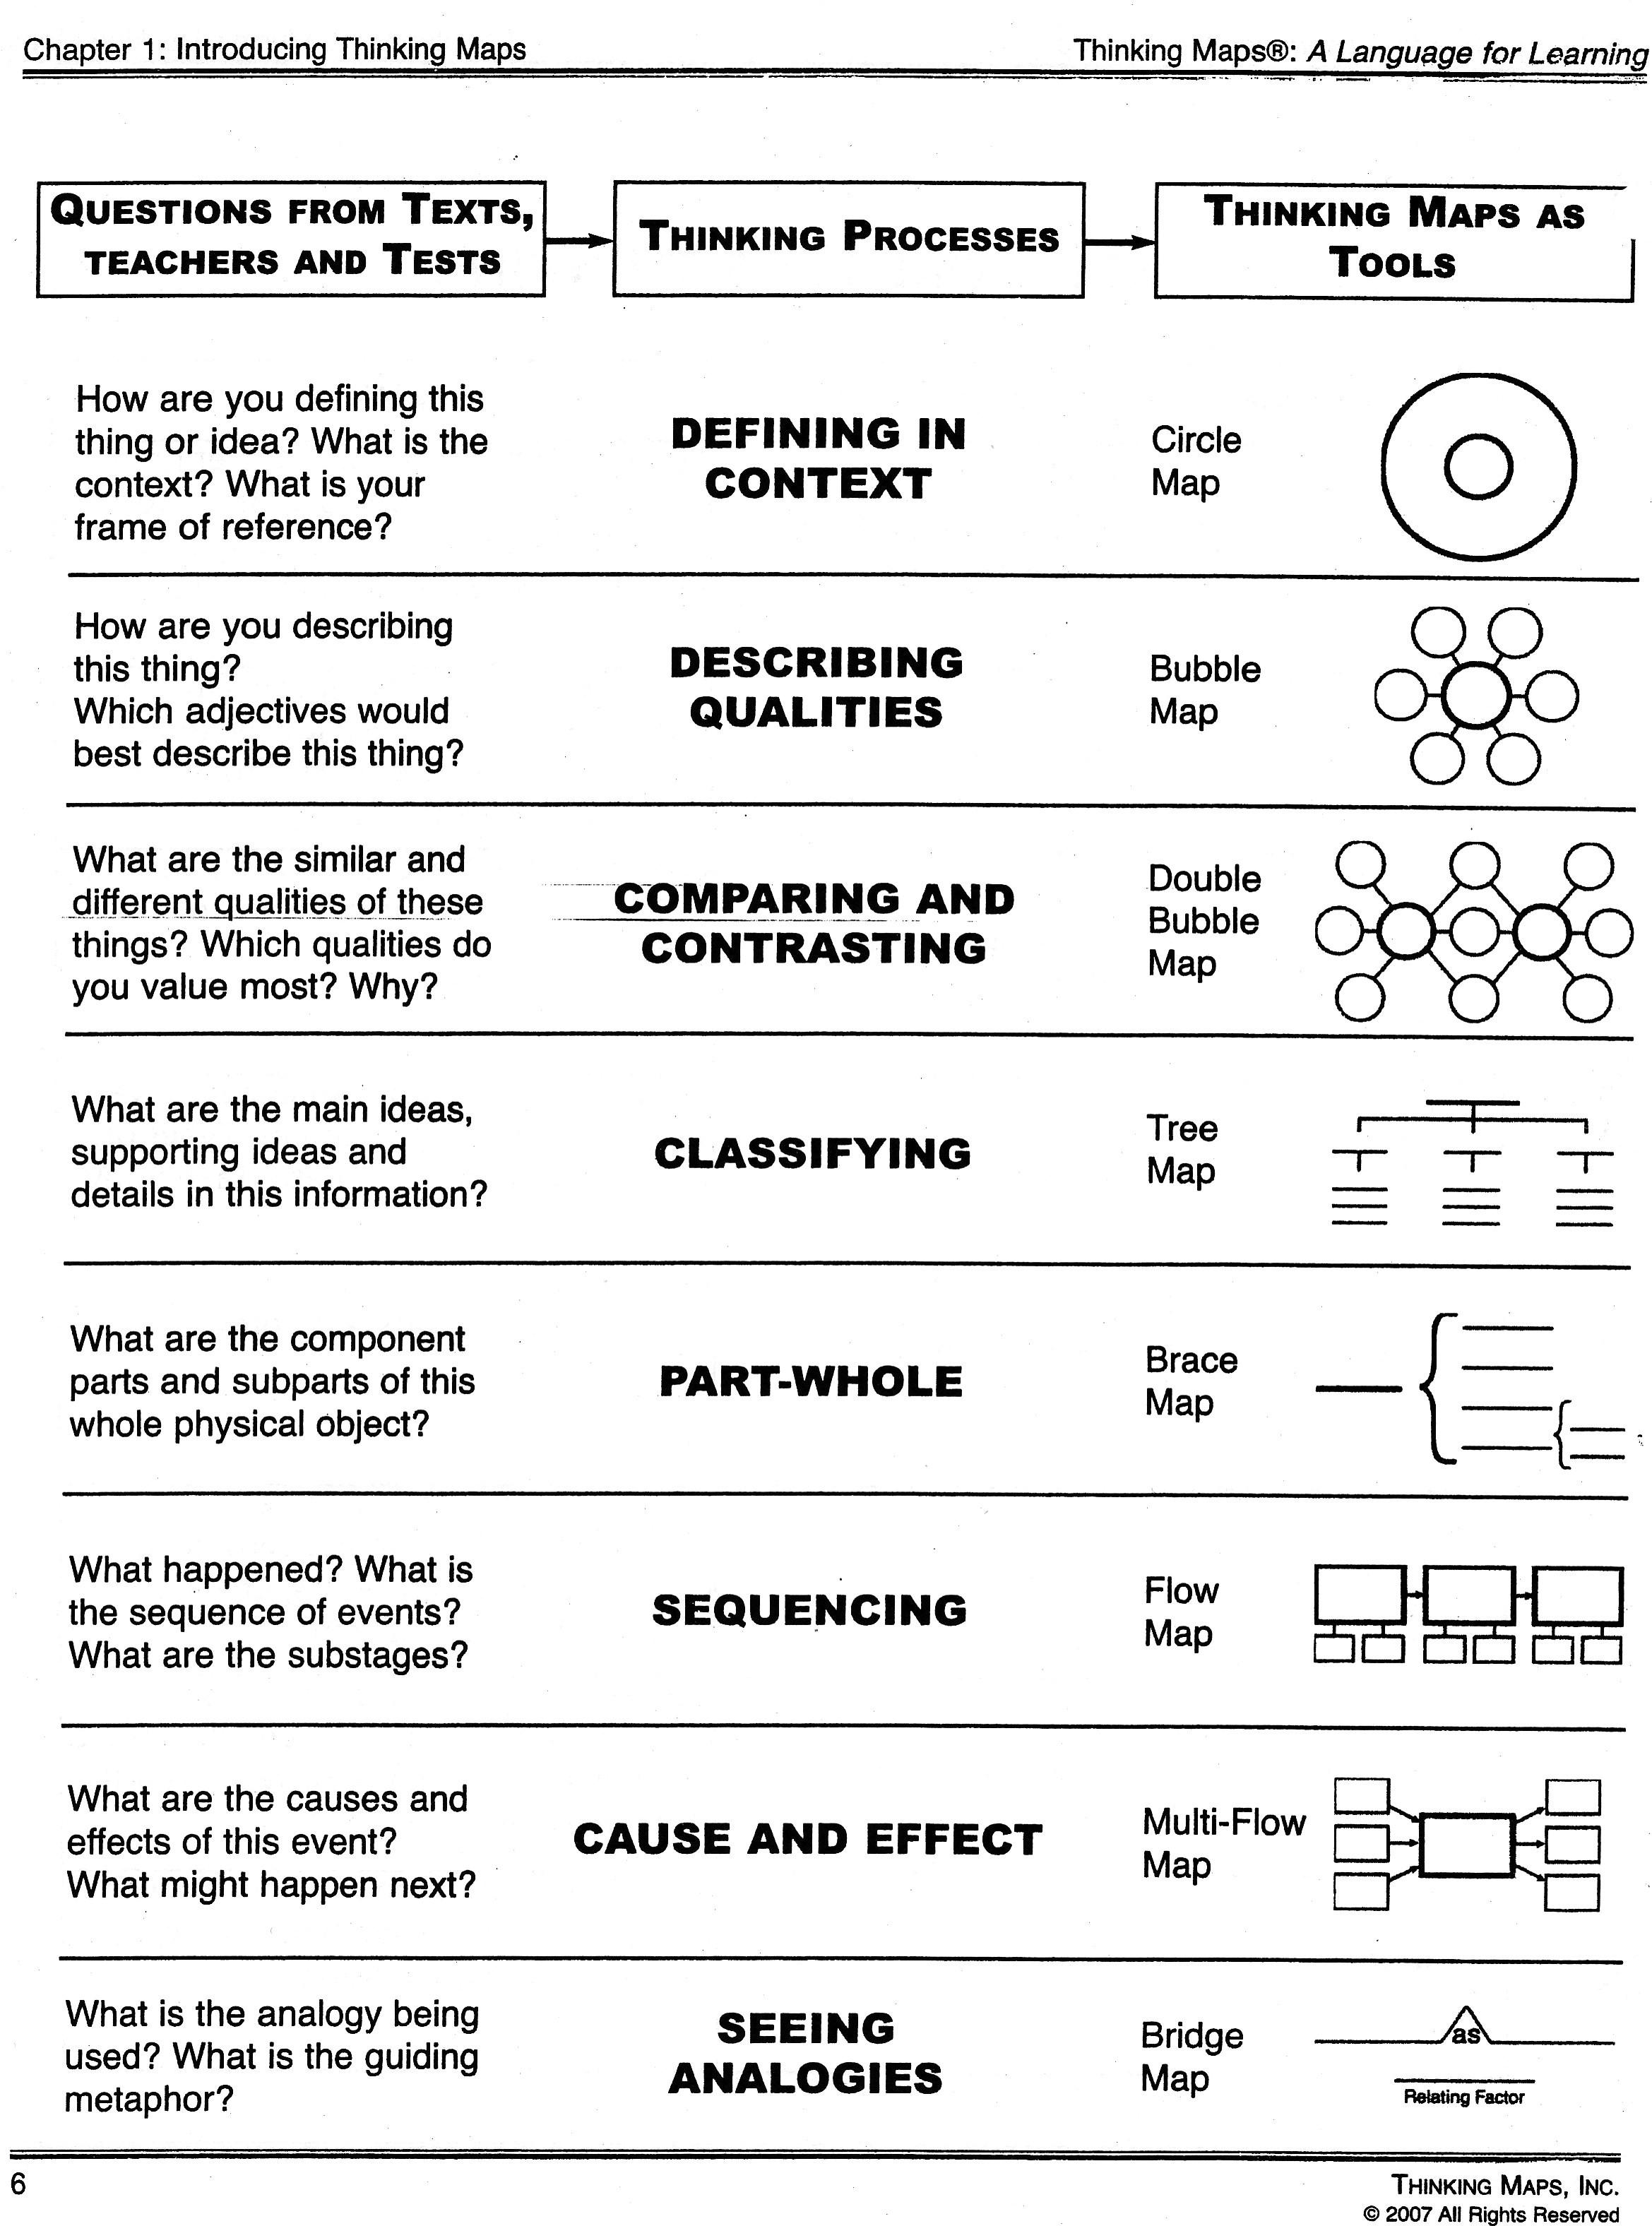 Chapter 1: Introducing Thinking Maps
Thinking Maps®: A Language for Learning
QUESTIONS FROM TEXTS,
TEACHERS AND TESTS
THINKING PROCESSES
THINKING MAPS AS
TOOLS
How are you defining this
thing or idea? What is the
context? What is your
frame of reference?
DEFINING IN
CONTEXT
Circle
Map
How are you describing
this thing?
Which adjectives would
best describe this thing?
DESCRIBING
QUALITIES
Bubble
Map
What are the similar and
different qualities of these
things? Which qualities do
you value most? Why?
COMPARING AND
CONTRASTING
Double
Bubble
Map
What are the main ideas,
supporting ideas and
details in this information?
CLASSIFYING
Tree
Map
What are the component
parts and subparts of this
whole physical object?
PART-WHOLE
Brace
Map
What happened? What is
the sequence of events?
What are the substages?
SEQUENCING
Flow
Map
What are the causes and
effects of this event?
What might happen next?
CAUSE AND EFFECT
Multi-Flow
Map
What is the analogy being
used? What is the guiding
metaphor?
SEEING
ANALOGIES
Bridge
Map
as
Relating Factor
6
THINKING MAPS, INC.
© 2007 All Rights Reserved